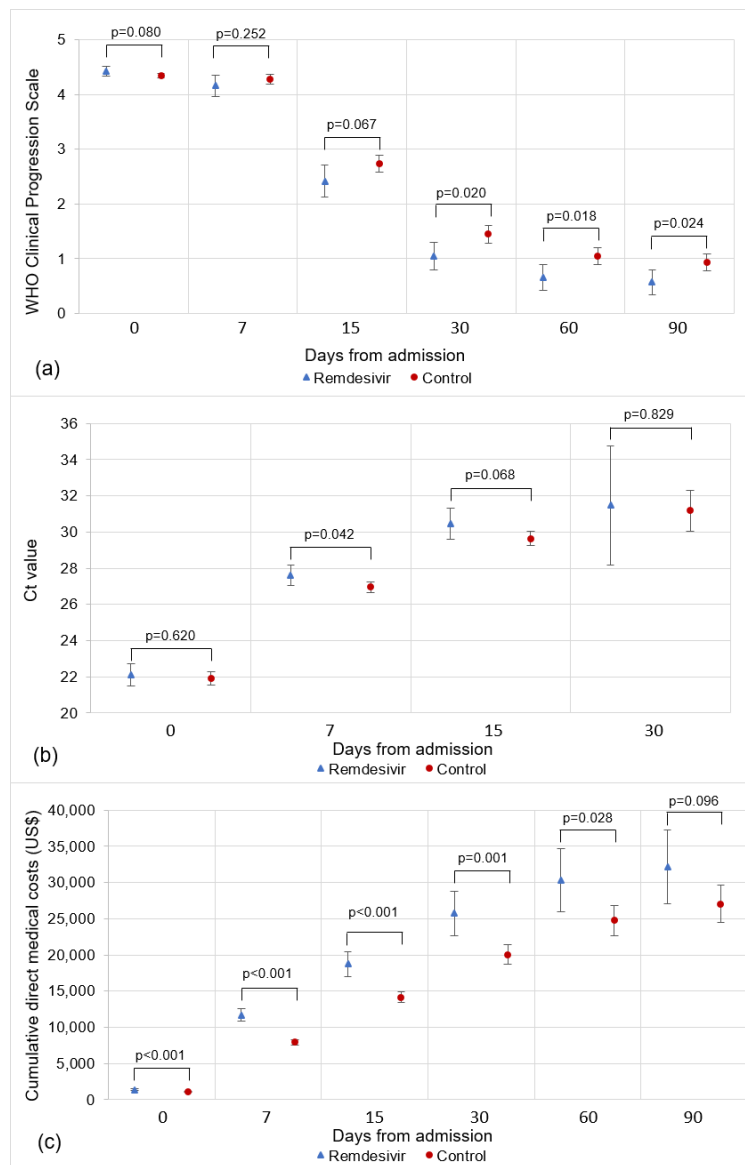 p=0.080
p=0.252
p=0.067
p=0.020
p=0.018
p=0.024
WHO Clinical Progression Scale
5
4
3
2
1
0
0 7 15 30 60 90
Days from admission
(a)
Remdesivir Control
p=0.620
p=0.042
p=0.068
p=0.829
Ct value
36
34
32
30
28
26
24
22
20
0 7 15 30
Days from admission
(b)
Remdesivir Control
p<0.001
p<0.001
p<0.001
p=0.001
p=0.028
p=0.096
Cumulative direct medical costs (US$)
40,000
35,000
30,000
25,000
20,000
15,000
10,000
5,000
0
0 7 15 30 60 90
Days from admission
(c)
Remdesivir Control